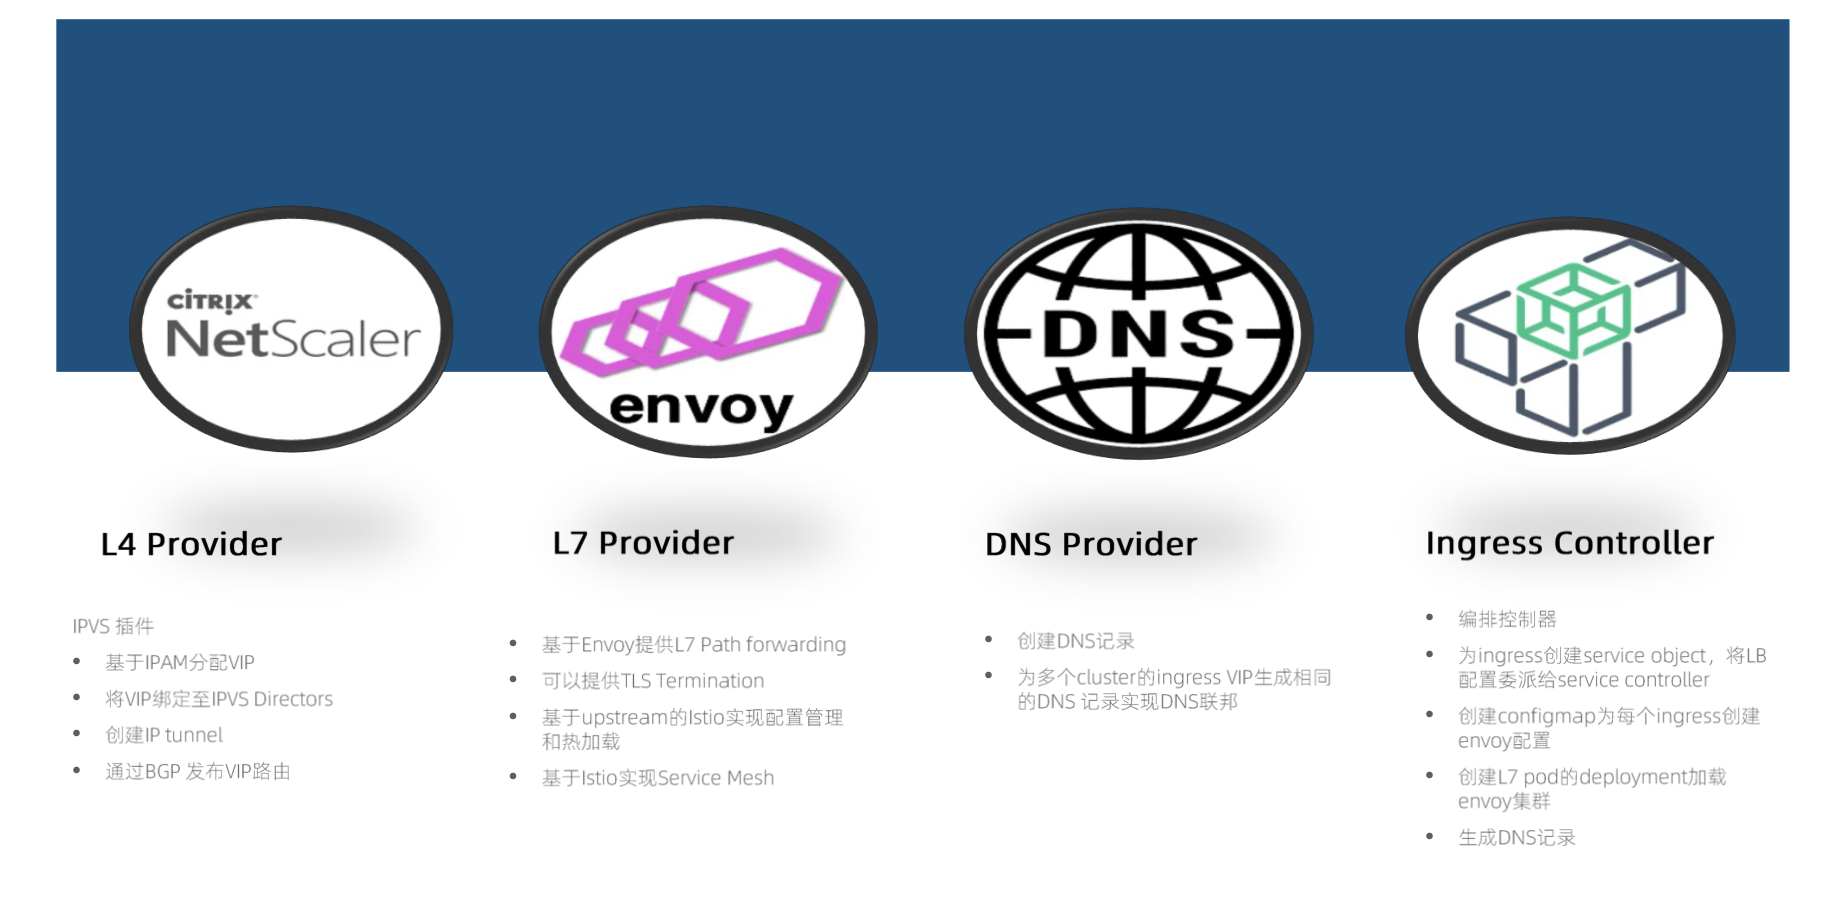 CİTRIX
NetScaler
envoy
DNS
L4 Provider
IPVS 插件
• 基于IPAM分配VIP
• 将VIP绑定至IPVS Directors
• 创建IP tunnel
• 通过BGP 发布VIP路由
L7 Provider
• 基于Envoy提供L7 Path forwarding
• 可以提供TLS Termination
• 基于upstream的Istio实现配置管理
和热加载
• 基于Istio实现Service Mesh
DNS Provider
• 创建DNS记录
• 为多个cluster的ingress VIP生成相同
的DNS 记录实现DNS联邦
Ingress Controller
• 编排控制器
• 为ingress创建service object，将LB
配置委派给service controller
• 创建configmap为每个ingress创建
envoy配置
• 创建L7 pod的deployment加载
envoy集群
• 生成DNS记录